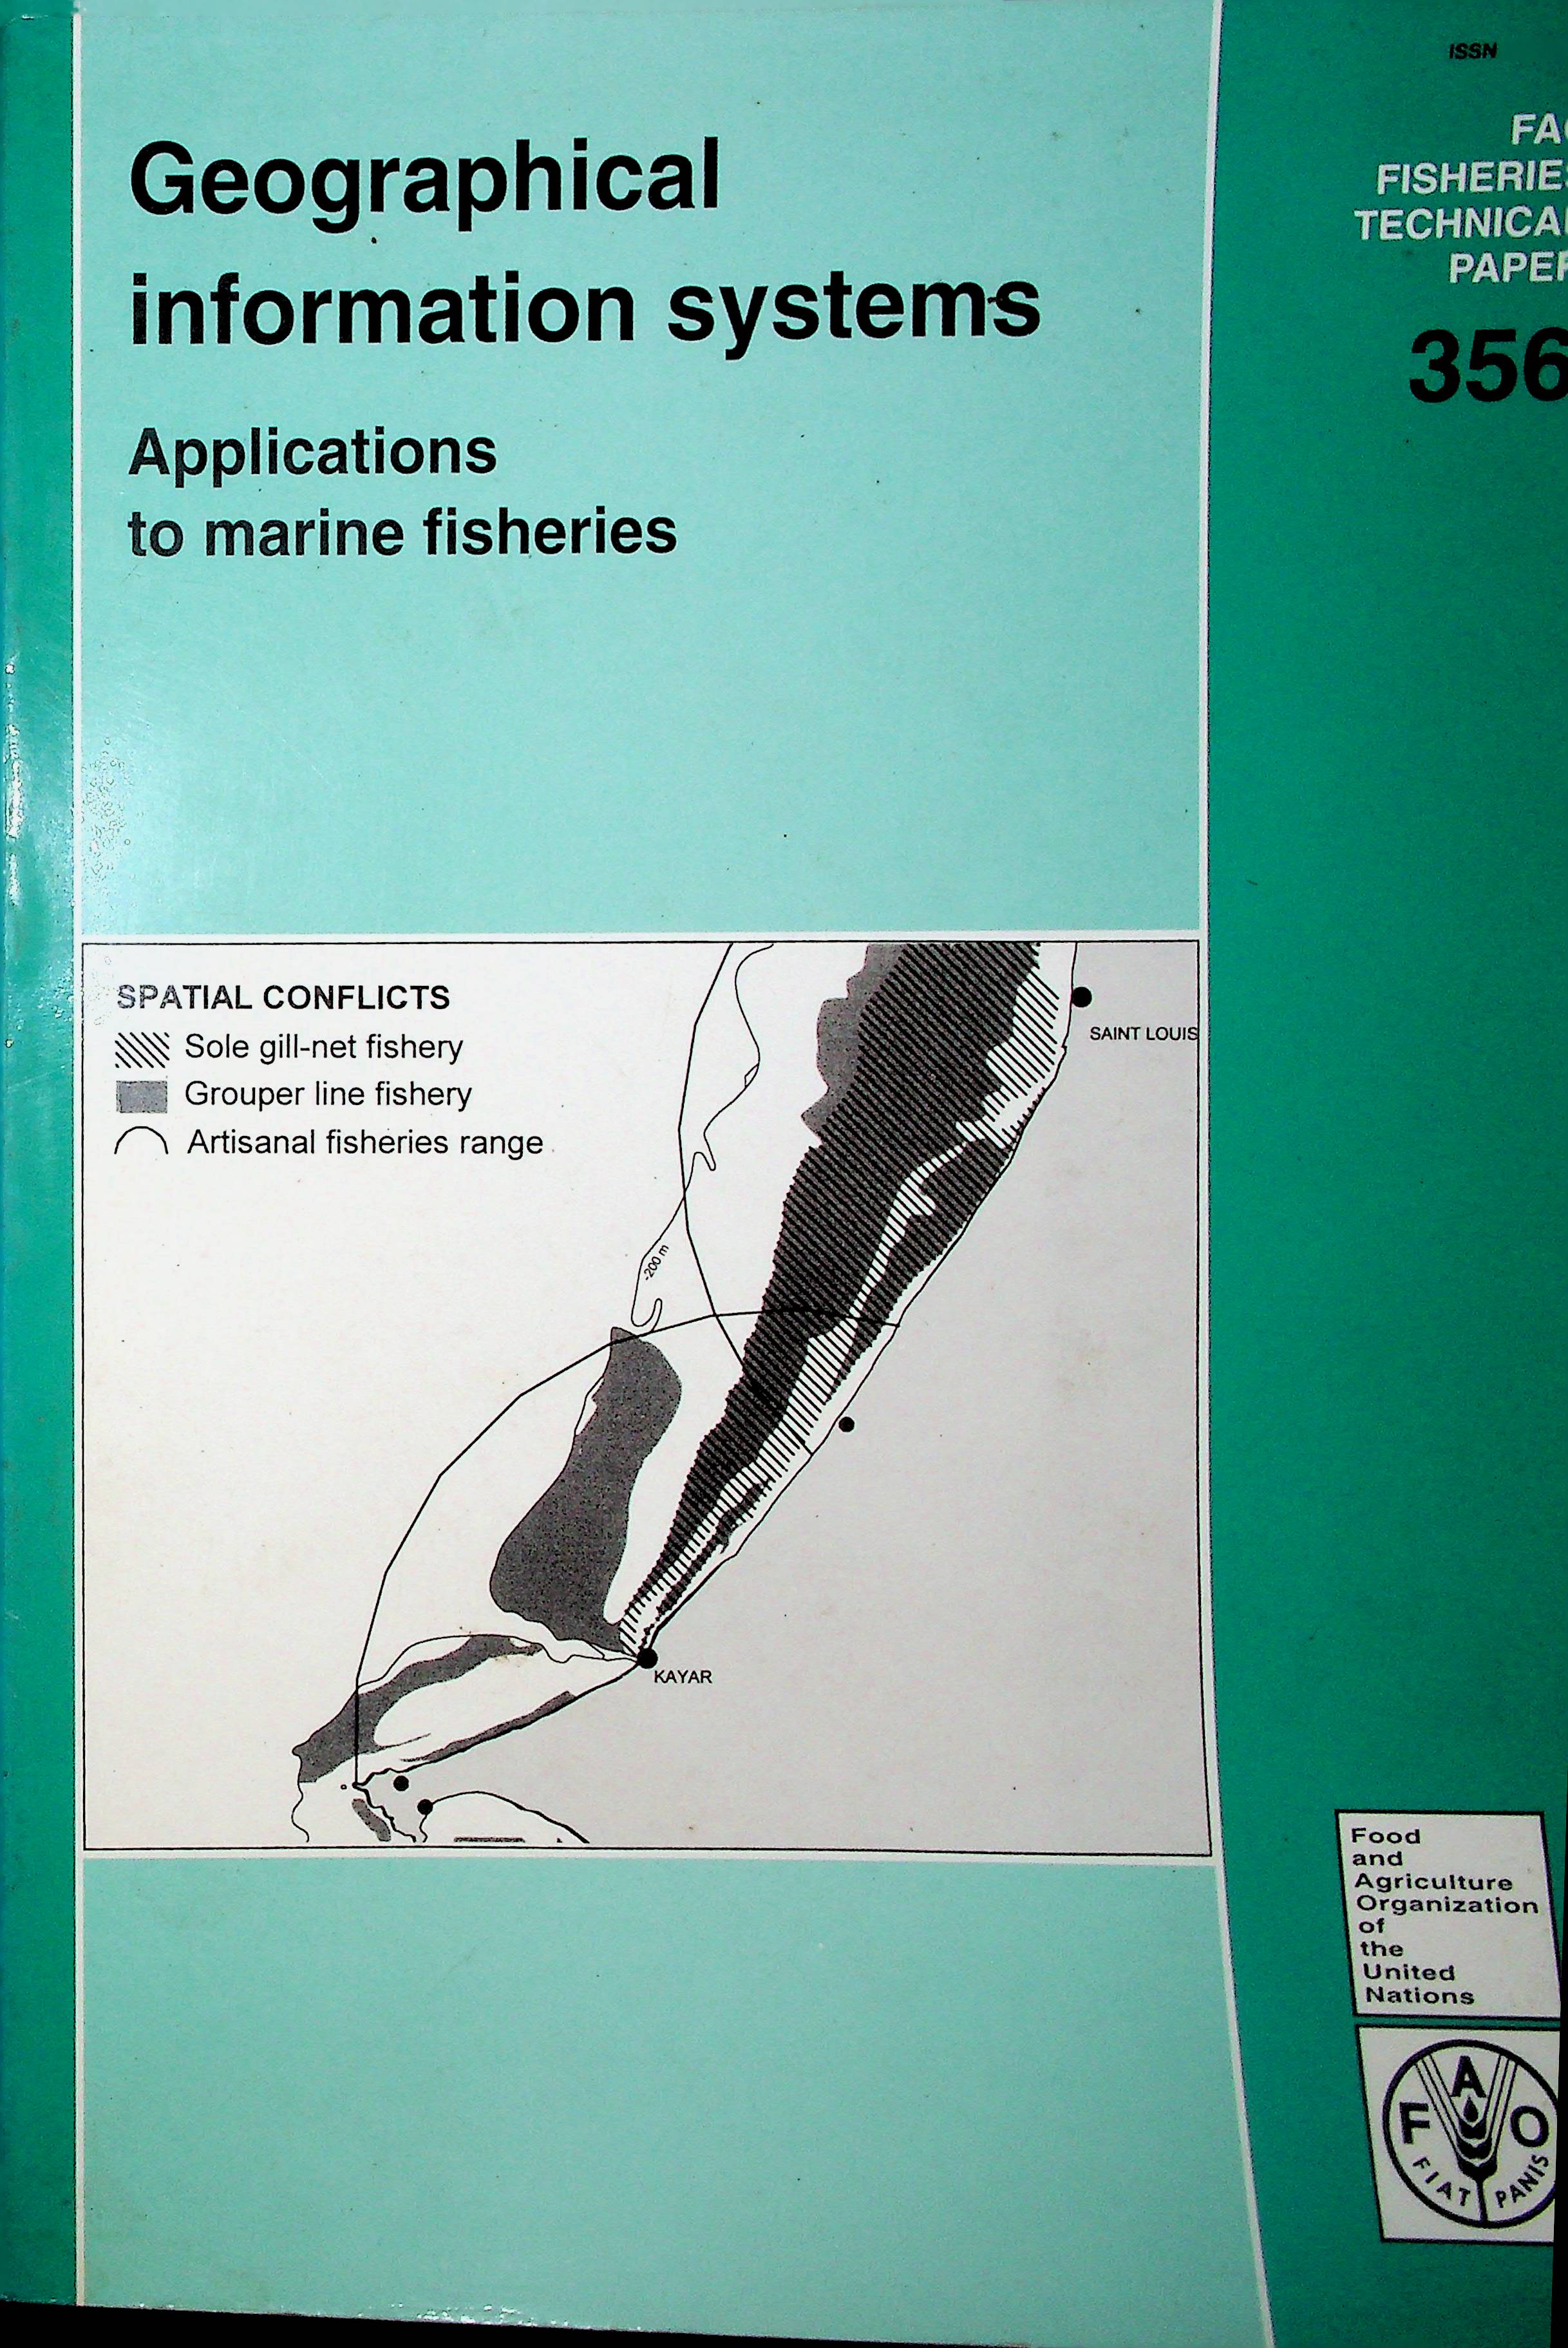 ISSN
FAO
FISHERIES
TECHNICAL
PAPER
356
Geographical
information systems
Applications
to marine fisheries
SPATIAL CONFLICTS
Sole gill-net fishery
Grouper line fishery
Artisanal fisheries range
SAINT LOUIS
-200 m
KAYAR
Food
and
Agriculture
Organization
of
the
United
Nations
F A O
FIAT PANIS